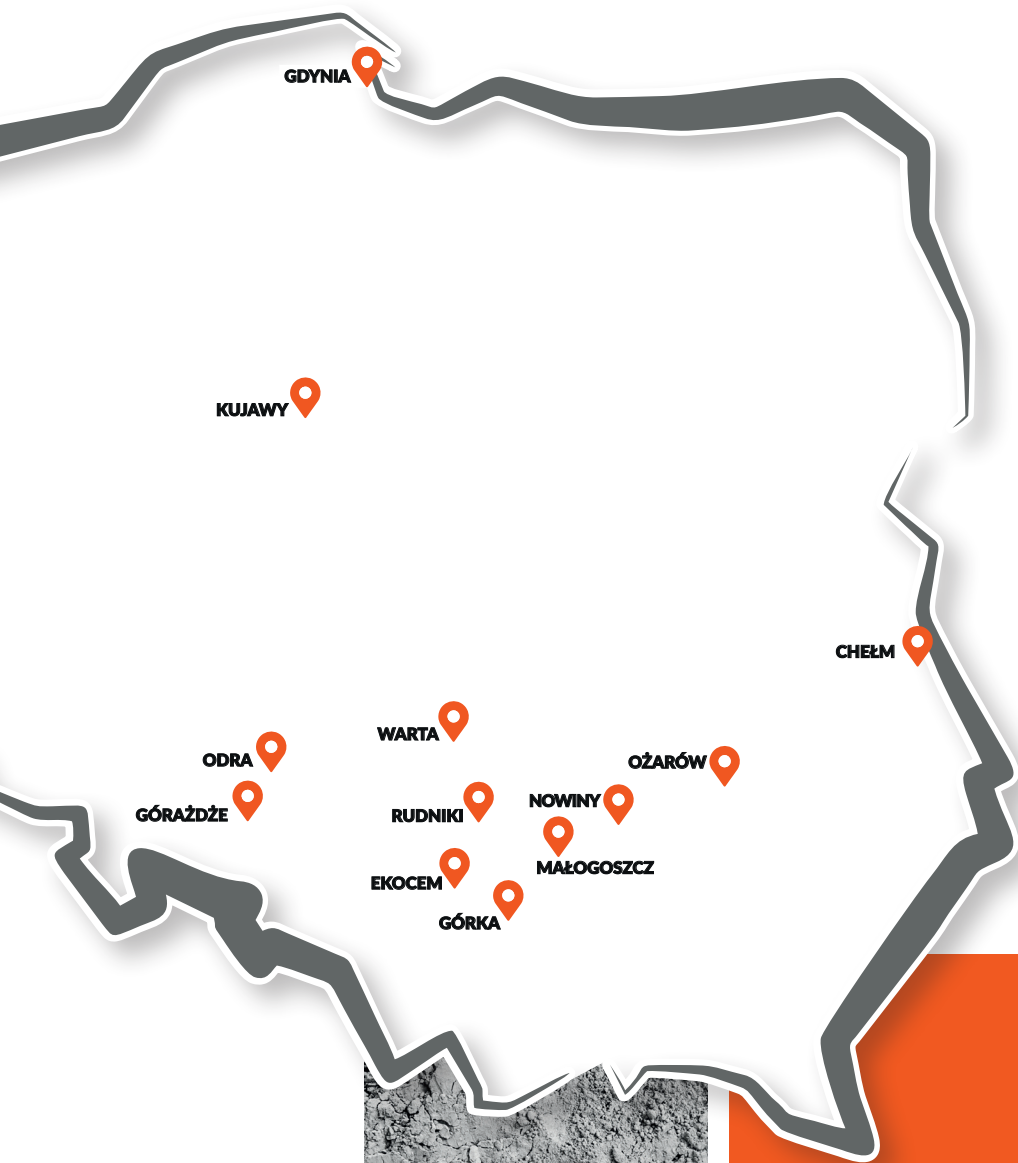 GDYNIA
KUJAWY
CHEŁM
WARTA
ODRA
OŻARÓW
NOWINY
GÓRAŻDŻE
RUDNIKI
MAŁOGOSZCZ
EKOCEM
GÓRKA